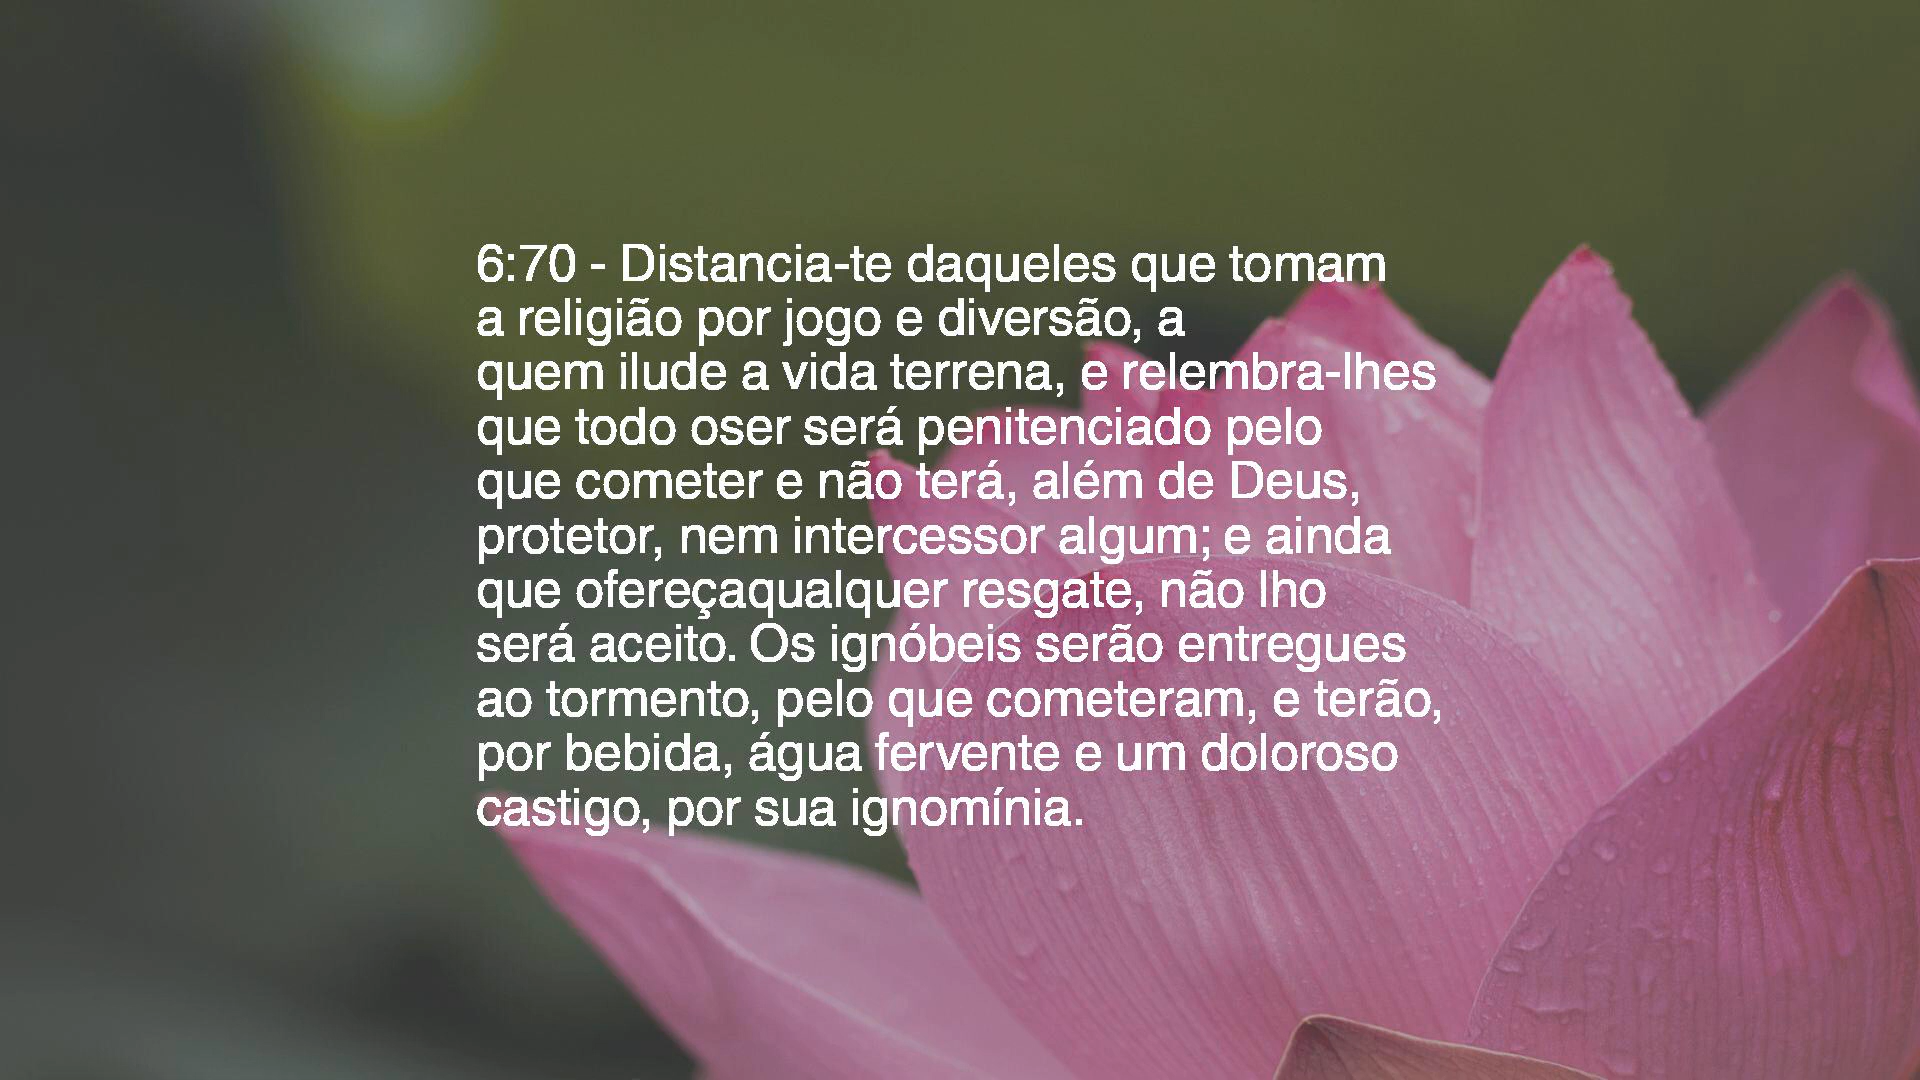 6:70 - Distancia-te daqueles que tomam
a religião por jogo e diversão, a
quem ilude a vida terrena, e relembra-lhes
que todo oser será penitenciado pelo
que cometer e não terá, além de Deus,
protetor, nem intercessor algum; e ainda
que ofereçaqualquer resgate, não lho
será aceito. Os ignóbeis serão entregues
ao tormento, pelo que cometeram, e terão,
por bebida, água fervente e um doloroso
castigo, por sua ignomínia.